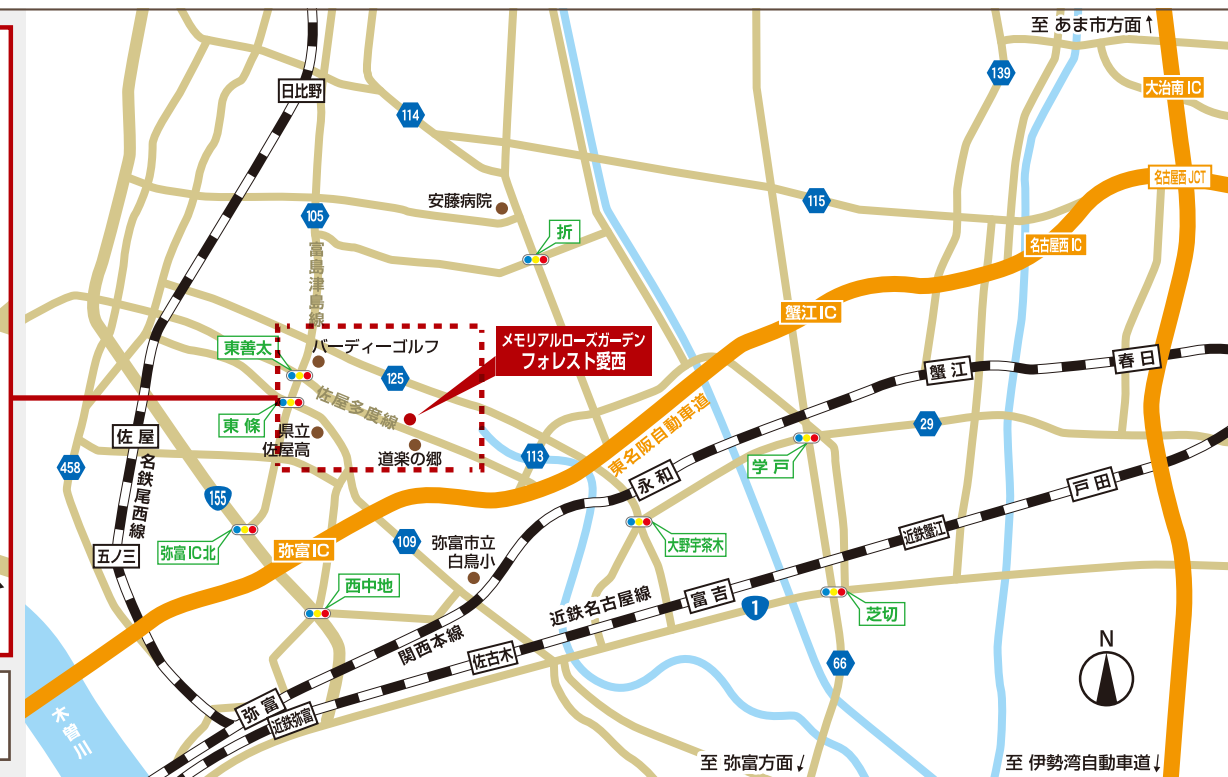 至 あま市方面↑
139
大治南IC
日比野
114
名古屋西JCT
安藤病院
115
105
折
名古屋西IC
富島津島線
蟹江IC
メモリアルローズガーデン
フォレスト愛西
東善太
バーディーゴルフ
125
蟹江
春日
佐屋多度線
東名阪自動車道
東條
県立
佐屋高
道楽の郷
29
佐屋
名鉄尾西線
458
113
学戸
永和
戸田
155
弥富IC北
弥富IC
109
弥富市立
白鳥小
大野宇茶木
近鉄蟹江
五ノ三
西中地
近鉄名古屋線
富吉
1
芝切
関西本線
佐古木
66
N
弥富
近鉄弥富
木曽川
至 弥富方面↓
至 伊勢湾自動車道↓